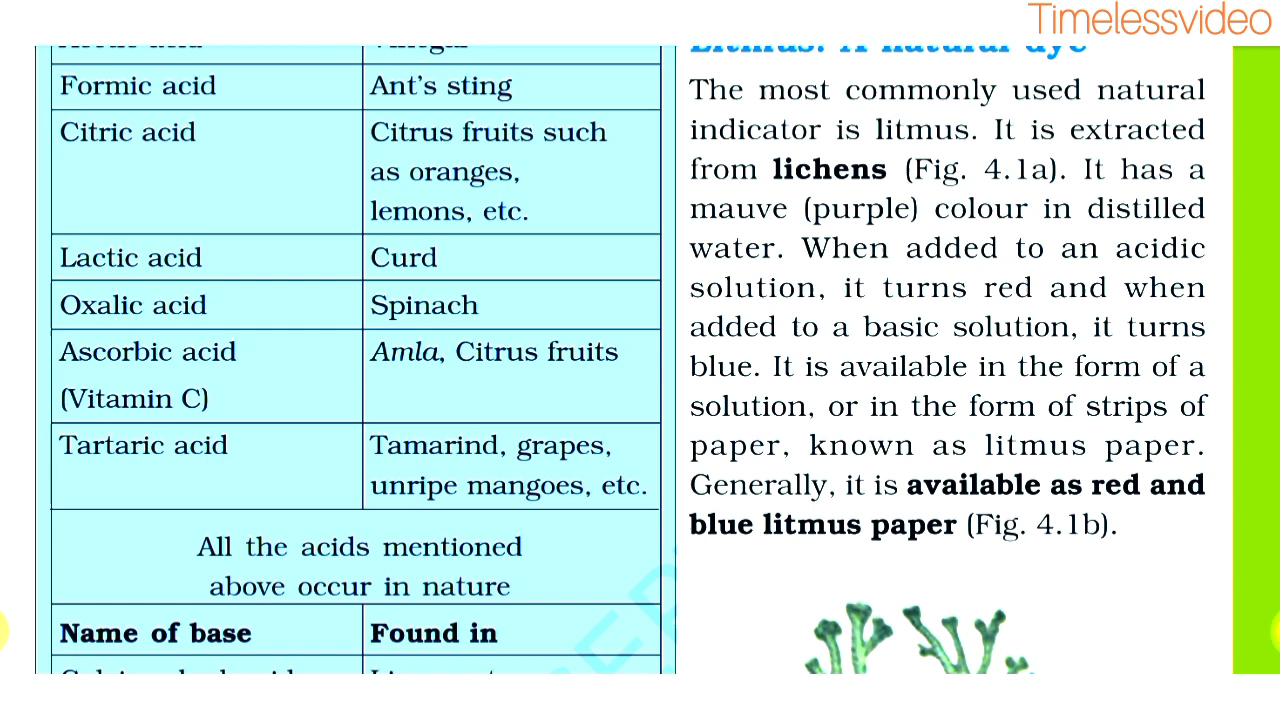 Timelessvideo
Formic acid
Ant's sting
Citric acid
Citrus fruits such
as oranges,
lemons, etc.
Lactic acid
Curd
Oxalic acid
Spinach
Ascorbic acid
(Vitamin C)
Amla, Citrus fruits
Tartaric acid
Tamarind, grapes,
unripe mangoes, etc.
All the acids mentioned
above occur in nature
Name of base
Found in
Litmus: A natural dye
The most commonly used natural
indicator is litmus. It is extracted
from lichens (Fig. 4.1a). It has a
mauve (purple) colour in distilled
water. When added to an acidic
solution, it turns red and when
added to a basic solution, it turns
blue. It is available in the form of a
solution, or in the form of strips of
paper, known as litmus paper.
Generally, it is available as red and
blue litmus paper (Fig. 4.1b).